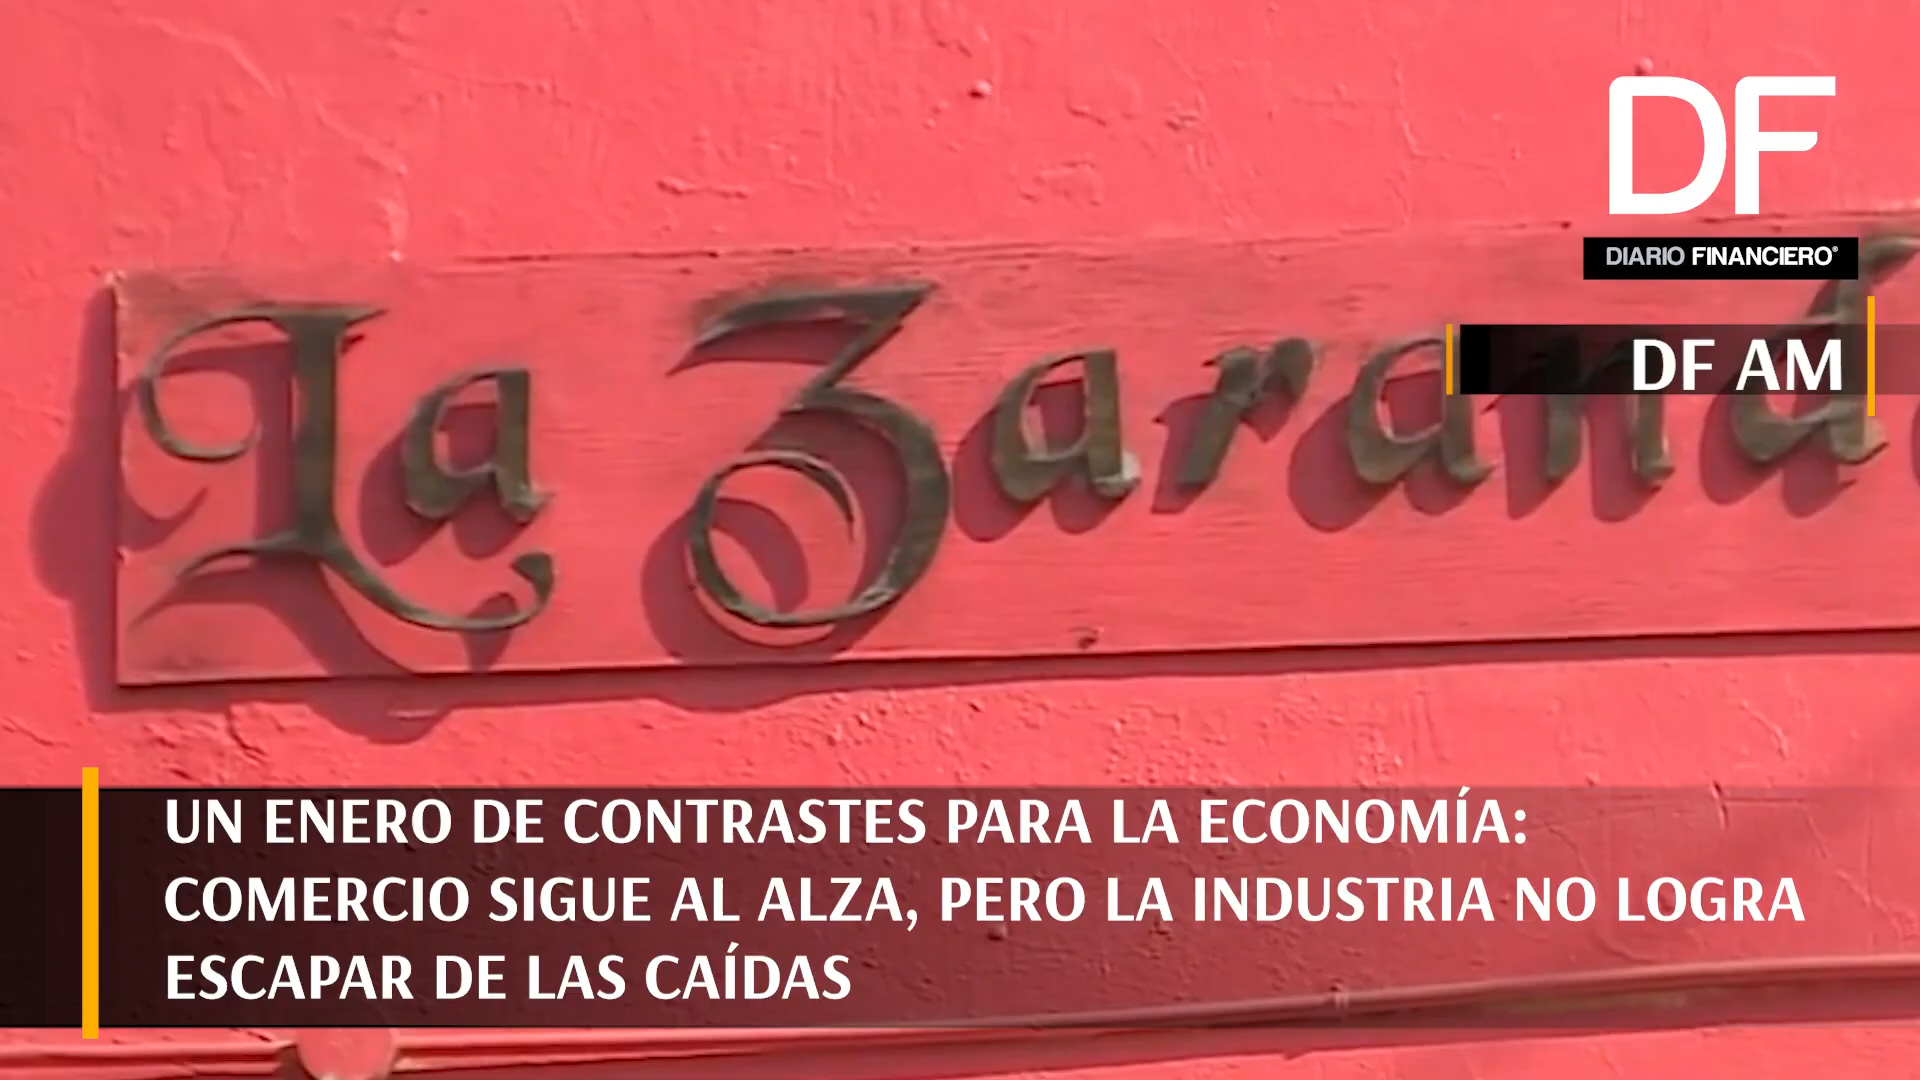 DF
DIARIO FINANCIERO®
DF AM
La Zarand
UN ENERO DE CONTRASTES PARA LA ECONOMÍA:
COMERCIO SIGUE AL ALZA, PERO LA INDUSTRIA NO LOGRA
ESCAPAR DE LAS CAÍDAS